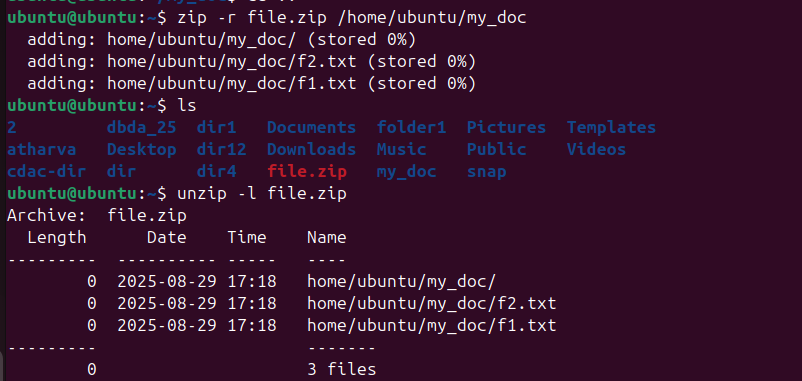 ubuntu@ubuntu:~$ zip -r file.zip /home/ubuntu/my_doc
  adding: home/ubuntu/my_doc/ (stored 0%)
  adding: home/ubuntu/my_doc/f2.txt (stored 0%)
  adding: home/ubuntu/my_doc/f1.txt (stored 0%)
ubuntu@ubuntu:~$ ls
2         dbda_25  dir1   Documents  folder1  Pictures  Templates
atharva   Desktop  dir12  Downloads  Music    Public    Videos
cdac-dir  dir      dir4   file.zip   my_doc   snap
ubuntu@ubuntu:~$ unzip -l file.zip
Archive:  file.zip
  Length      Date    Time    Name
---------  ---------- -----   ----
        0  2025-08-29 17:18   home/ubuntu/my_doc/
        0  2025-08-29 17:18   home/ubuntu/my_doc/f2.txt
        0  2025-08-29 17:18   home/ubuntu/my_doc/f1.txt
---------                     -------
        0                     3 files